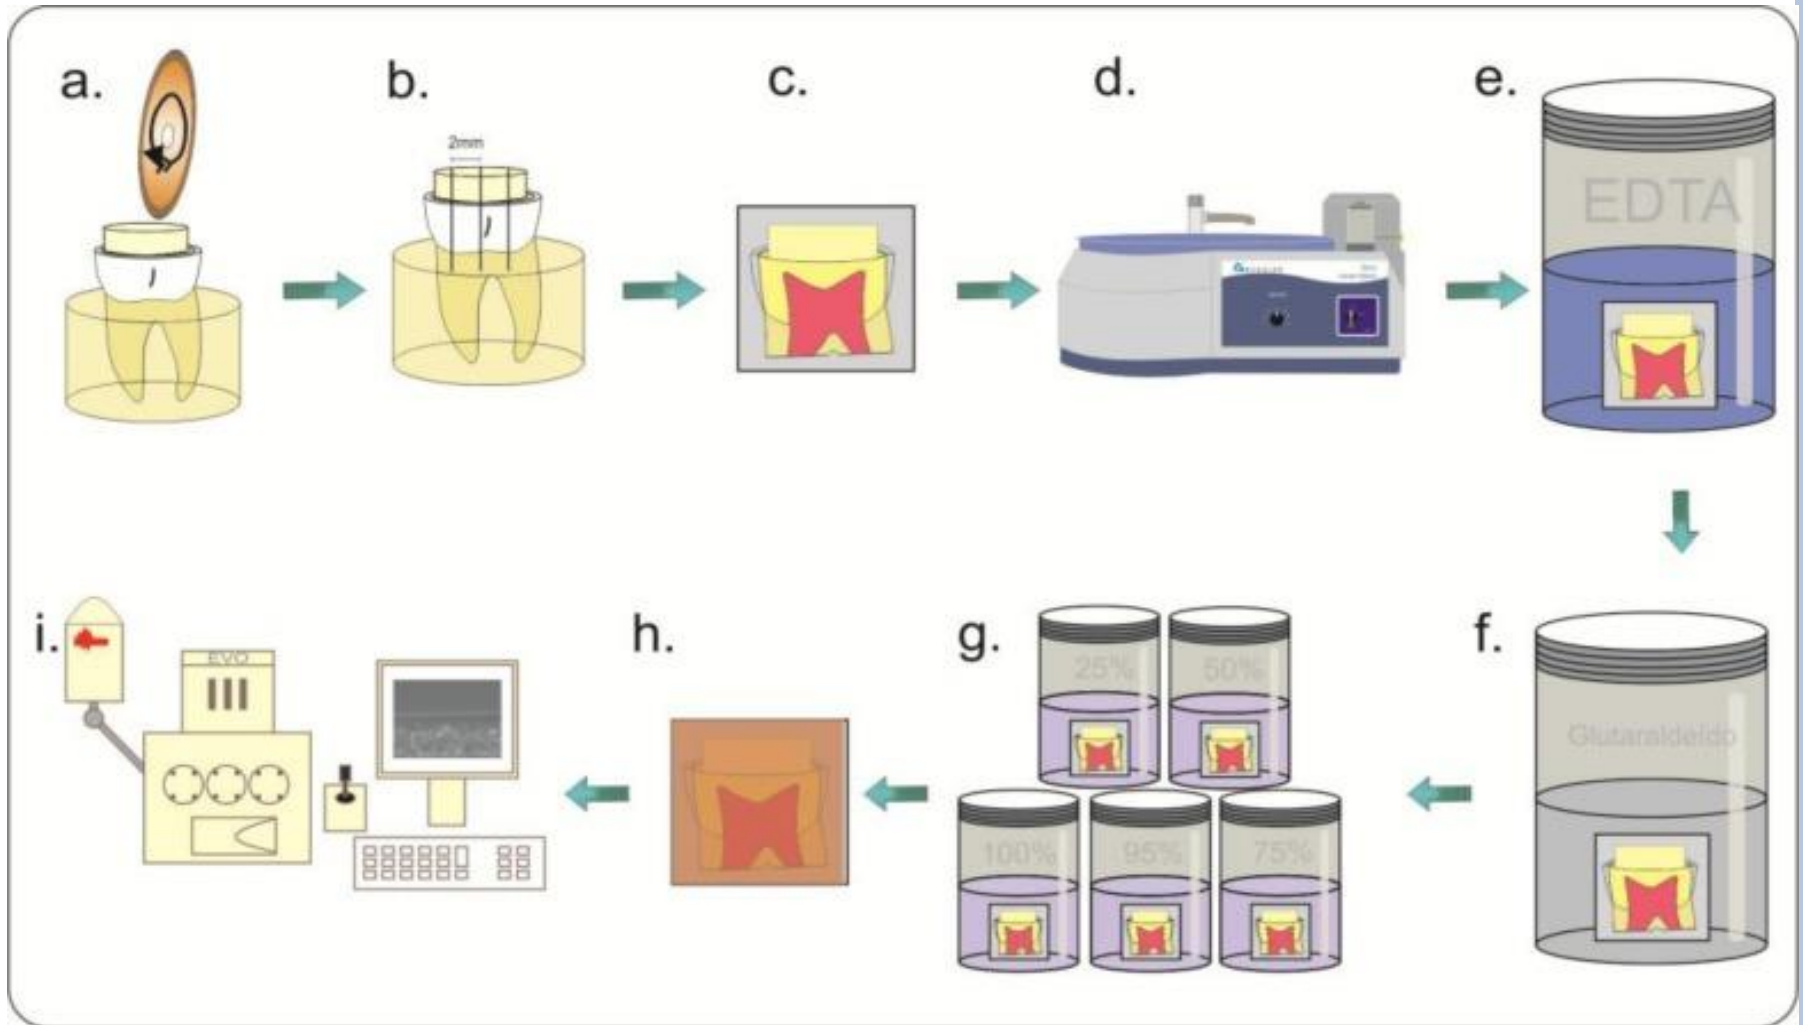 a.
b.
2mm
c.
d.
e.
EDTA
f.
Glutaraldeído
g.
25%
50%
100%
95%
75%
h.
i.
EVO